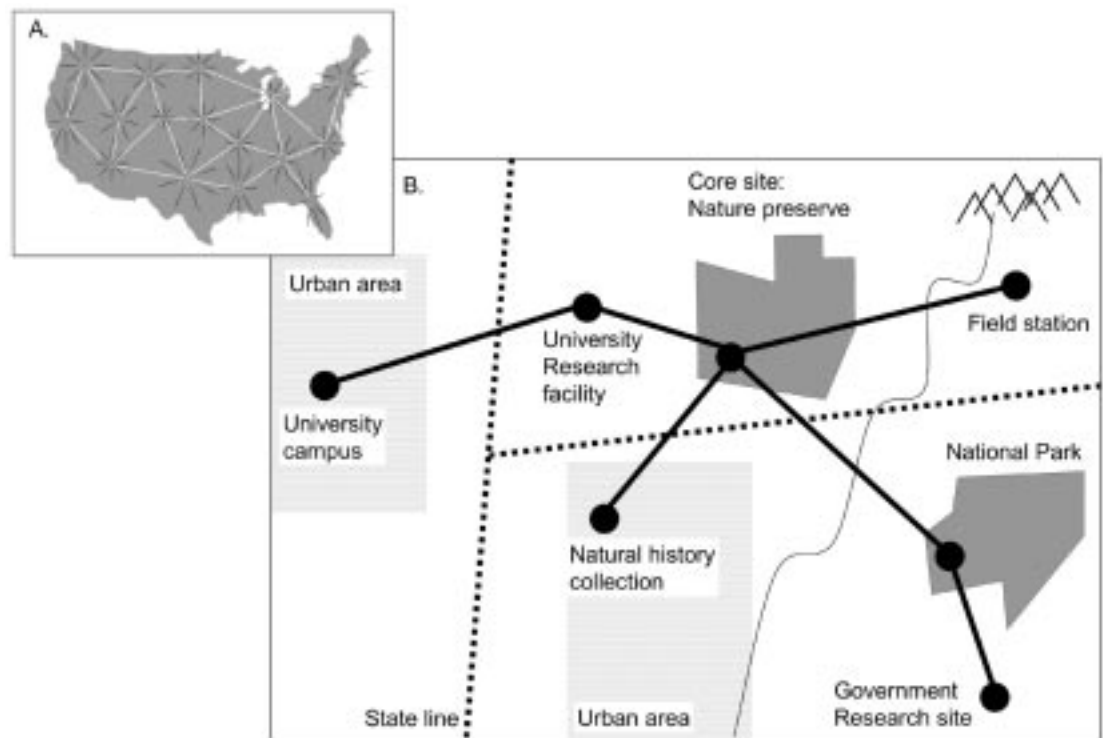 A.
B.
Core site:
Nature preserve
Urban area
University
Research
facility
Field station
University
campus
National Park
Natural history
collection
Government
Research site
State line
Urban area